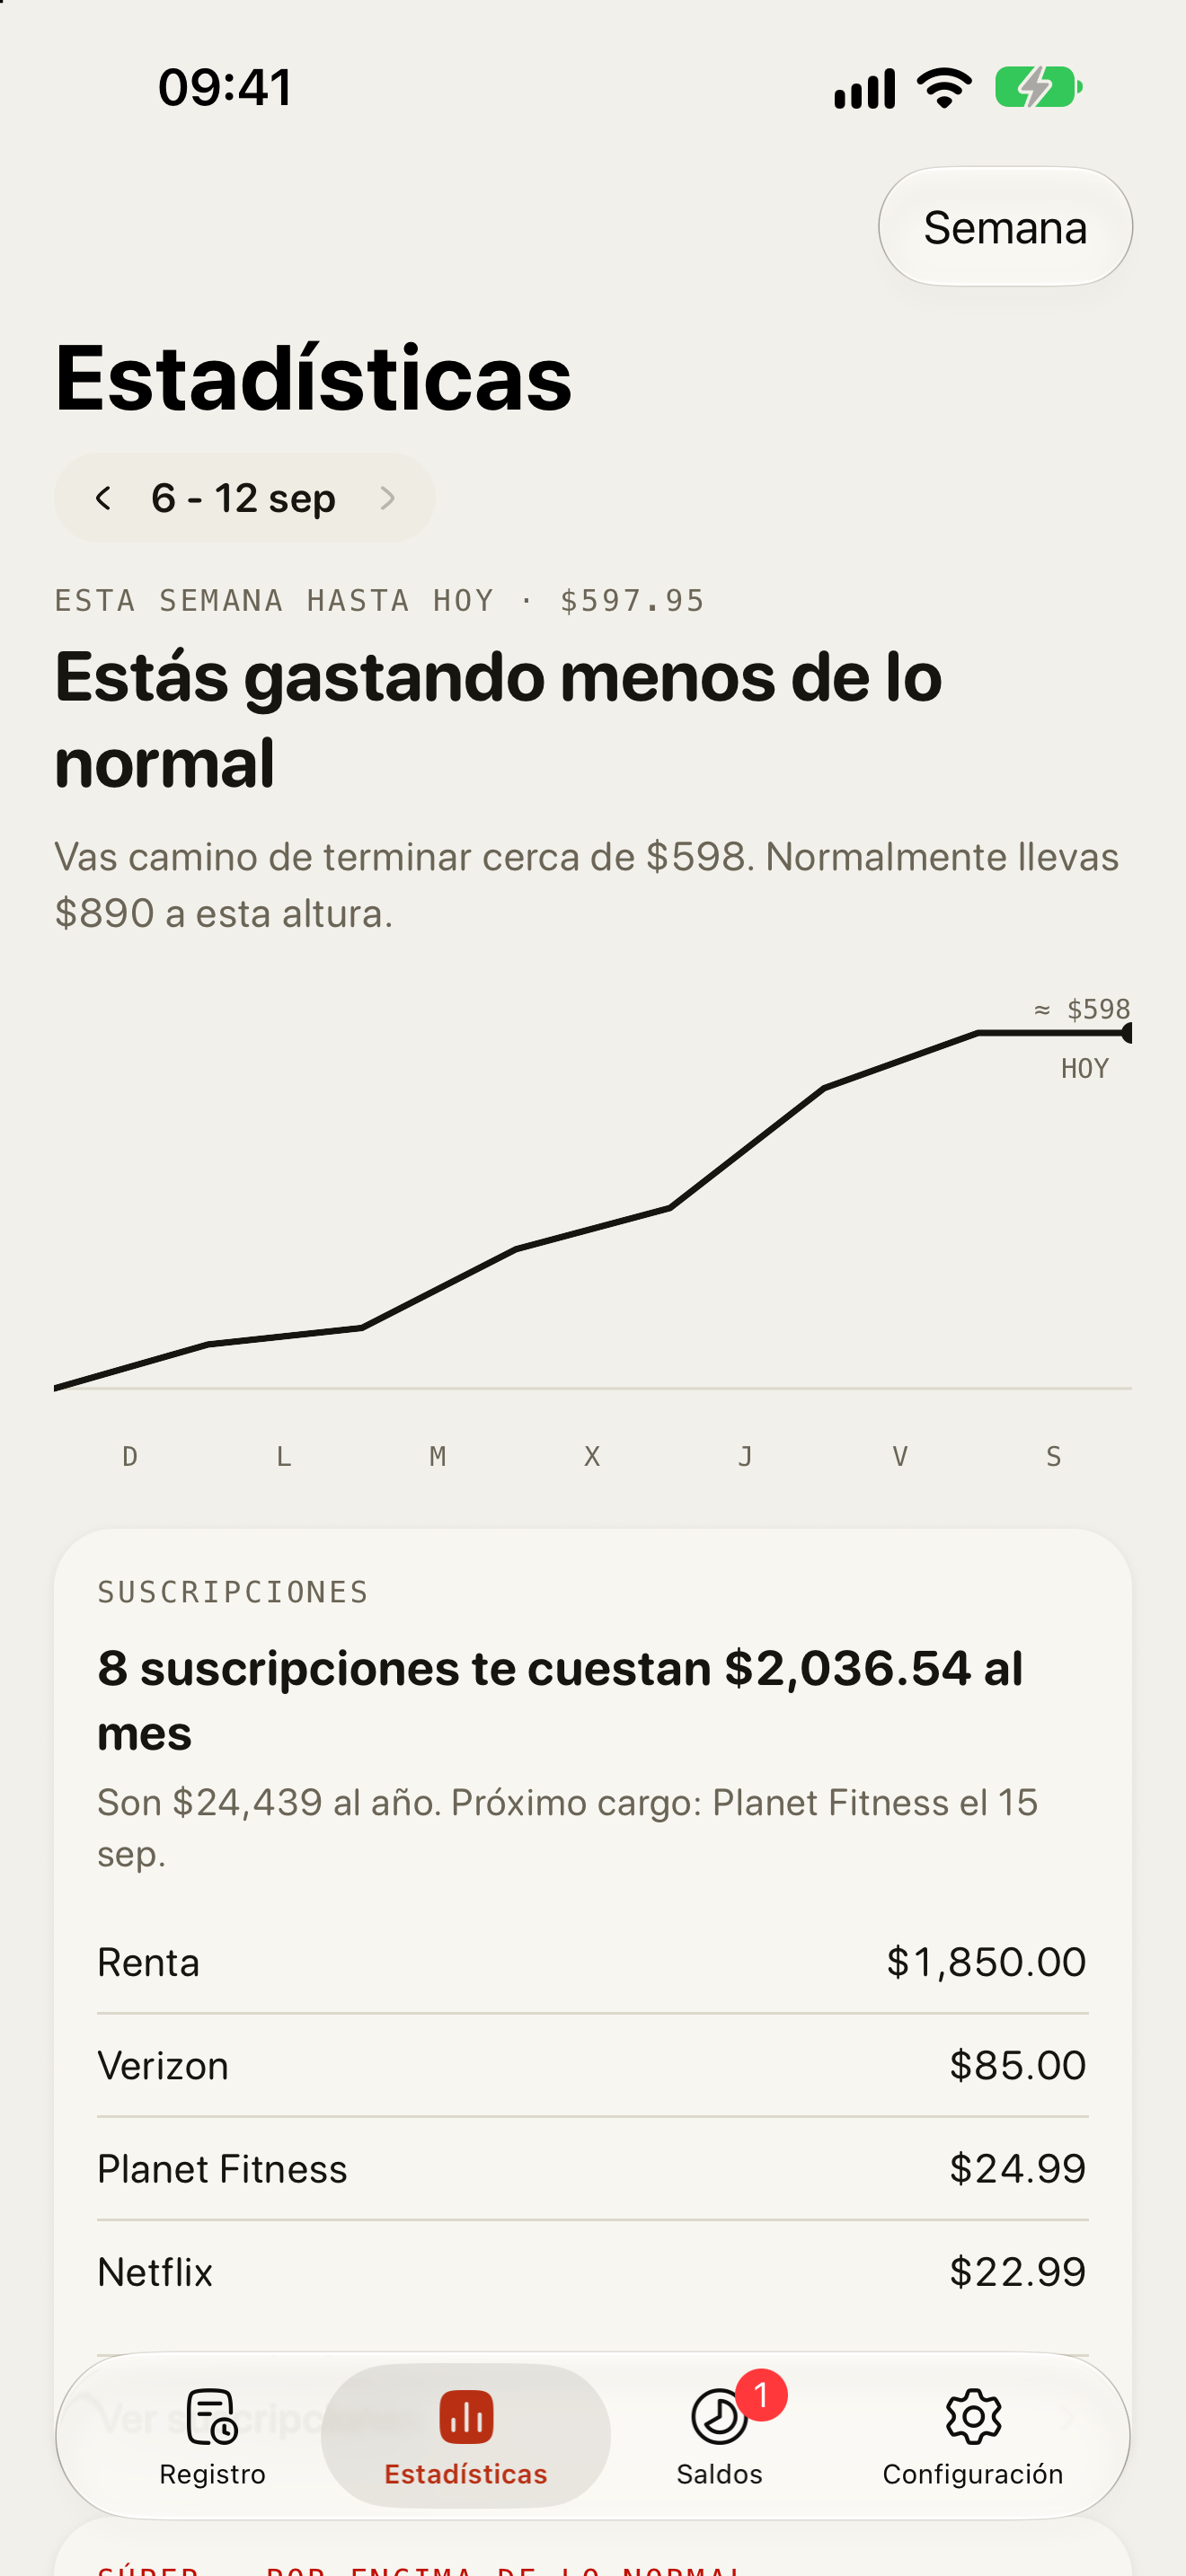 09:41
Semana
Estadísticas
6 - 12 sep
ESTA SEMANA HASTA HOY · $597.95
Estás gastando menos de lo
normal
Vas camino de terminar cerca de $598. Normalmente llevas
$890 a esta altura.
≈ $598
HOY
D L M X J V S
SUSCRIPCIONES
8 suscripciones te cuestan $2,036.54 al
mes
Son $24,439 al año. Próximo cargo: Planet Fitness el 15
sep.
Renta $1,850.00
Verizon $85.00
Planet Fitness $24.99
Netflix $22.99
Ver
1
Registro Estadísticas Saldos Configuración